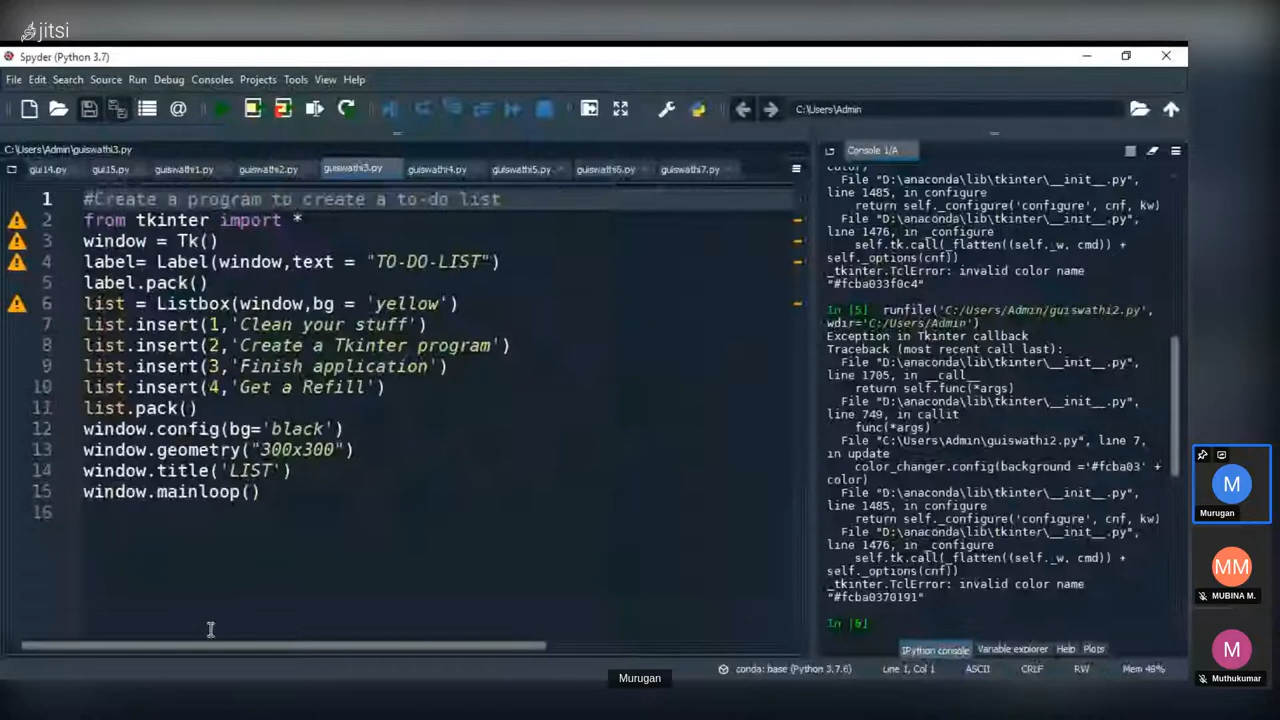 jitsi
Spyder (Python 3.7)
File Edit Search Source Run Debug Consoles Projects Tools View Help
C:\Users\Admin
C:\Users\Admin\guiswathi3.py
gui14.py gui15.py guiswathi1.py guiswathi2.py guiswathi3.py guiswathi4.py guiswathi5.py guiswathi6.py guiswathi7.py
1 #Create a program to create a to-do list
2 from tkinter import *
3 window = Tk()
4 label= Label(window,text = "TO-DO-LIST")
5 label.pack()
6 list = Listbox(window,bg = 'yellow')
7 list.insert(1,'Clean your stuff')
8 list.insert(2,'Create a Tkinter program')
9 list.insert(3,'Finish application')
10 list.insert(4,'Get a Refill')
11 list.pack()
12 window.config(bg='black')
13 window.geometry("300x300")
14 window.title('LIST')
15 window.mainloop()
16
Console 1/A
color)
File "D:\anaconda\lib\tkinter\__init__.py",
line 1485, in configure
return self._configure('configure', cnf, kw)
File "D:\anaconda\lib\tkinter\__init__.py",
line 1476, in _configure
self.tk.call(_flatten((self._w, cmd)) +
self._options(cnf))
_tkinter.TclError: invalid color name
"#fcba033f0c4"
In [5] runfile('C:/Users/Admin/guiswathi2.py',
wdir='C:/Users/Admin')
Exception in Tkinter callback
Traceback (most recent call last):
File "D:\anaconda\lib\tkinter\__init__.py",
line 1705, in __call__
return self.func(*args)
File "D:\anaconda\lib\tkinter\__init__.py",
line 749, in callit
func(*args)
File "C:\Users\Admin\guiswathi2.py", line 7,
in update
color_changer.config(background ='#fcba03' +
color)
File "D:\anaconda\lib\tkinter\__init__.py",
line 1485, in configure
return self._configure('configure', cnf, kw)
File "D:\anaconda\lib\tkinter\__init__.py",
line 1476, in _configure
self.tk.call(_flatten((self._w, cmd)) +
self._options(cnf))
_tkinter.TclError: invalid color name
"#fcba0370191"
In [6]
IPython console Variable explorer Help Plots
conda: base (Python 3.7.6) Line 1, Col 1 ASCII CRLF RW Mem 48%
Murugan
M
Murugan
MM
MUBINA M.
M
Muthukumar